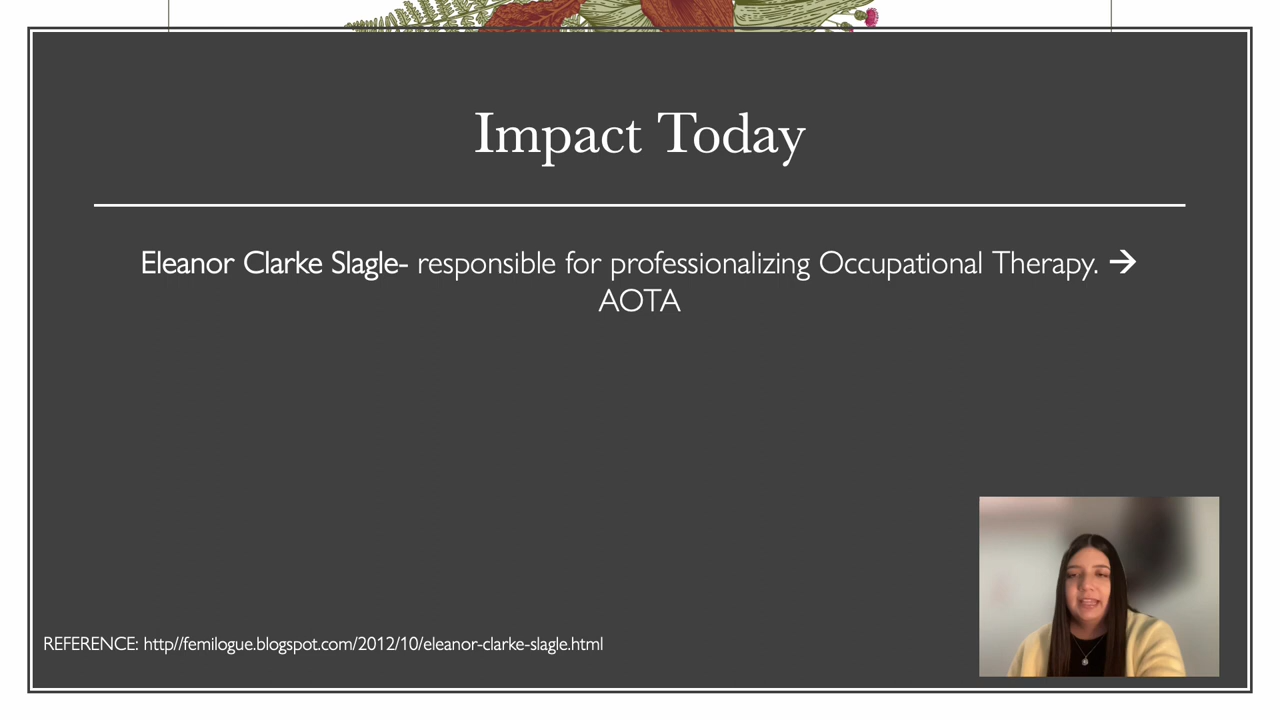 Impact Today
Eleanor Clarke Slagle- responsible for professionalizing Occupational Therapy. →
AOTA
REFERENCE: http//femilogue.blogspot.com/2012/10/eleanor-clarke-slagle.html